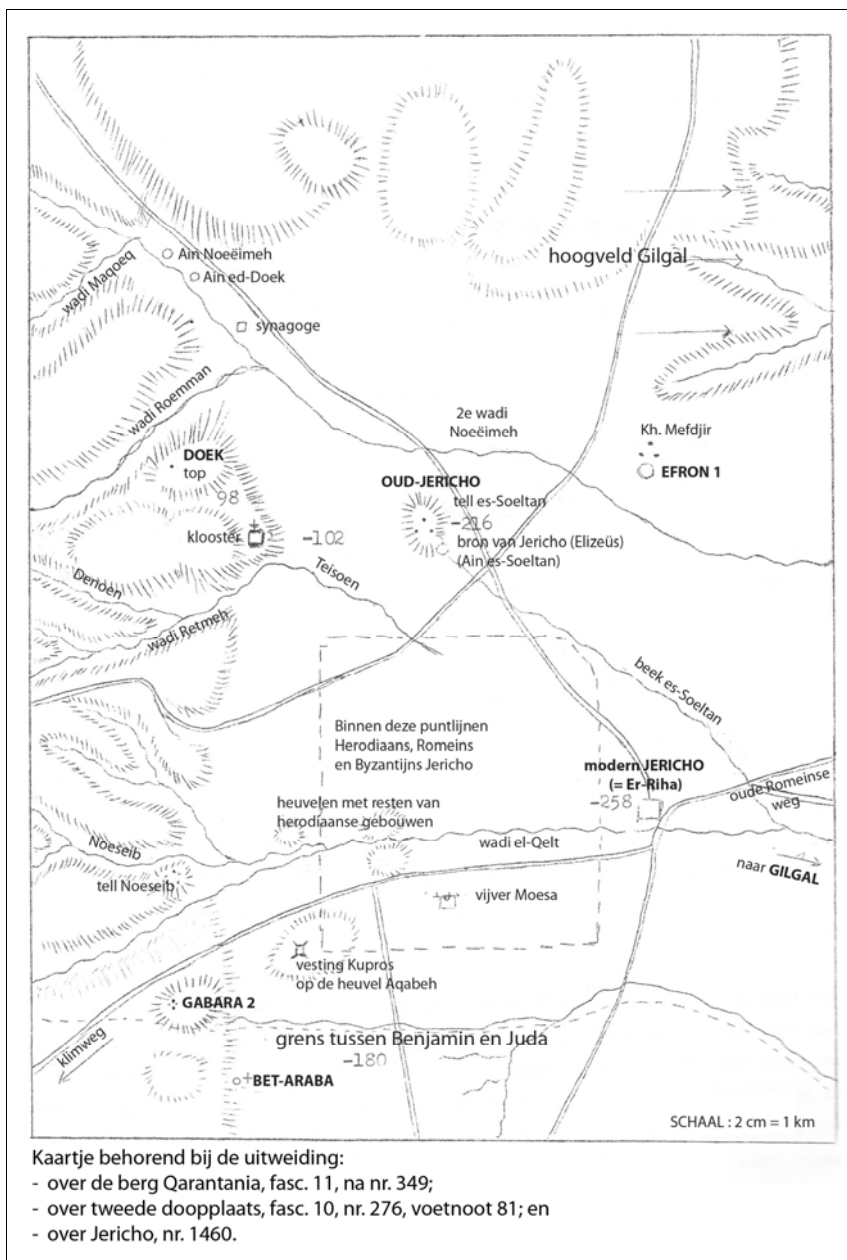 Ain Noeëimeh
Ain ed-Doek
wadi Maqoeq
synagoge
hoogveld Gilgal
wadi Roemman
2e wadi
Noeëimeh
Kh. Mefdjir
EFRON 1
DOEK
top
98
OUD-JERICHO
tell es-Soeltan
-216
bron van Jericho (Elizeüs)
(Ain es-Soeltan)
klooster
-102
Teisoen
wadi Retmeh
beek es-Soeltan
Binnen deze puntlijnen
Herodiaans, Romeins
en Byzantijns Jericho
modern JERICHO
(= Er-Riha)
-258
oude Romeinse
weg
heuvelen met resten van
herodiaanse gebouwen
Noeseib
wadi el-Qelt
naar GILGAL
tell Noeseib
vijver Moesa
vesting Kupros
op de heuvel Aqabeh
GABARA 2
grens tussen Benjamin en Juda
klimweg
-180
BET-ARABA
SCHAAL : 2 cm = 1 km
Kaartje behorend bij de uitweiding:
- over de berg Qarantania, fasc. 11, na nr. 349;
- over tweede doopplaats, fasc. 10, nr. 276, voetnoot 81; en
- over Jericho, nr. 1460.